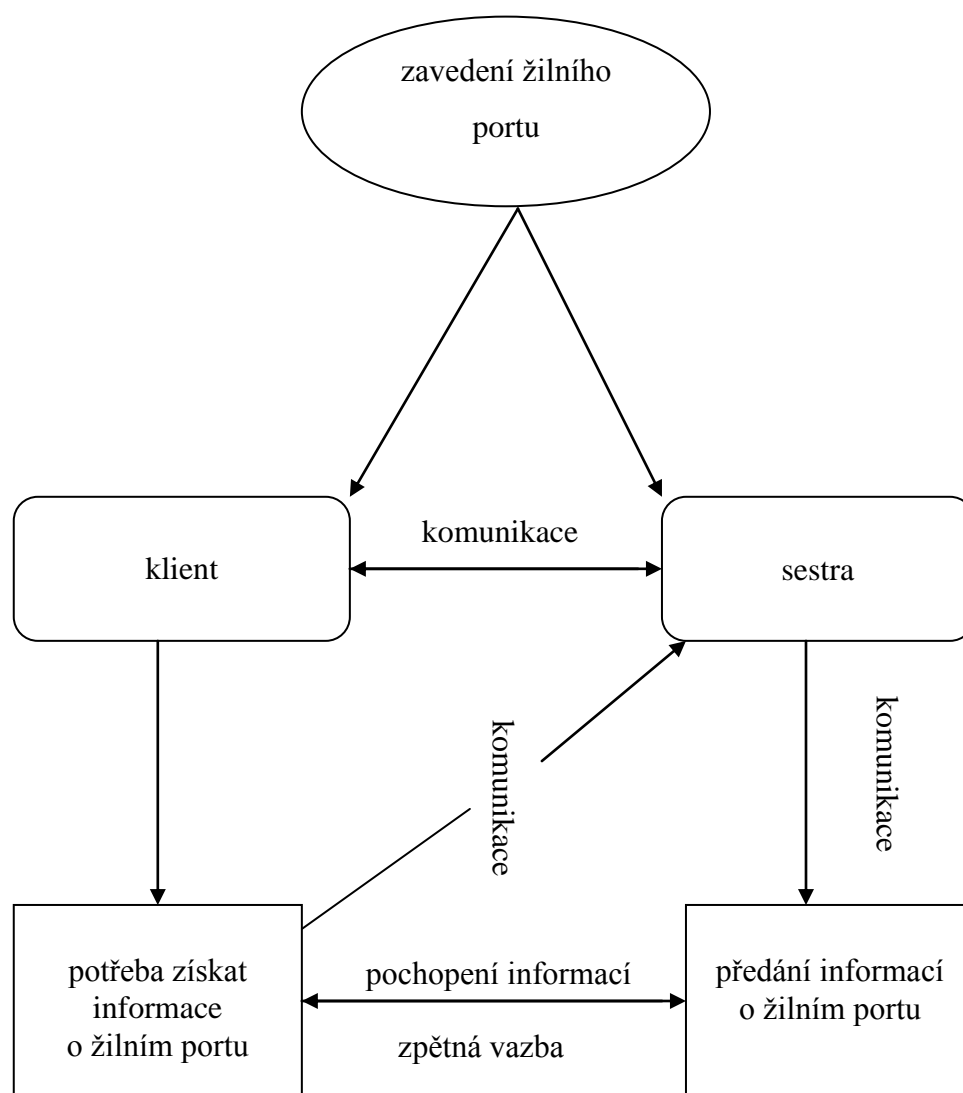 zavedení žilního
portu
komunikace
klient
sestra
komunikace
komunikace
potřeba získat
informace
o žilním portu
pochopení informací
zpětná vazba
předání informací
o žilním portu